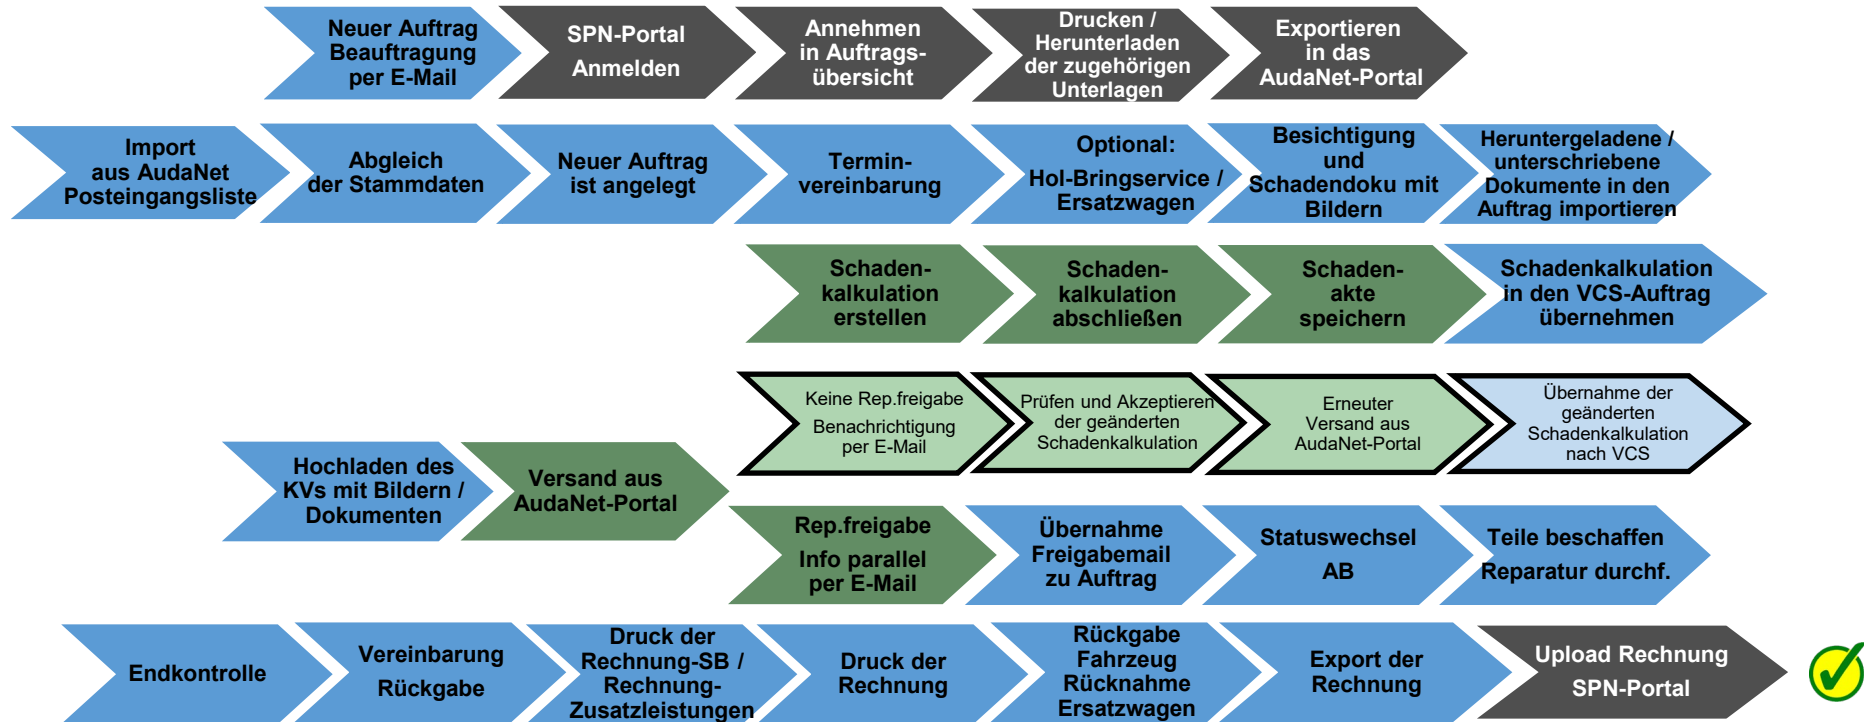 Neuer Auftrag
Beauftragung
per E-Mail
SPN-Portal
Anmelden
Annehmen
in Auftrags-
übersicht
Drucken /
Herunterladen
der zugehörigen
Unterlagen
Exportieren
in das
AudaNet-Portal
Import
aus AudaNet
Posteingangsliste
Abgleich
der Stammdaten
Neuer Auftrag
ist angelegt
Termin-
vereinbarung
Optional:
Hol-Bringservice /
Ersatzwagen
Besichtigung
und
Schadendoku mit
Bildern
Heruntergeladene /
unterschriebene
Dokumente in den
Auftrag importieren
Schaden-
kalkulation
erstellen
Schaden-
kalkulation
abschließen
Schaden-
akte
speichern
Schadenkalkulation
in den VCS-Auftrag
übernehmen
Keine Rep.freigabe
Benachrichtigung
per E-Mail
Prüfen und Akzeptieren
der geänderten
Schadenkalkulation
Erneuter
Versand aus
AudaNet-Portal
Übernahme der
geänderten
Schadenkalkulation
nach VCS
Hochladen des
KVs mit Bildern /
Dokumenten
Versand aus
AudaNet-Portal
Rep.freigabe
Info parallel
per E-Mail
Übernahme
Freigabemail
zu Auftrag
Statuswechsel
AB
Teile beschaffen
Reparatur durchf.
Endkontrolle
Vereinbarung
Rückgabe
Druck der
Rechnung-SB /
Rechnung-
Zusatzleistungen
Druck der
Rechnung
Rückgabe
Fahrzeug
Rücknahme
Ersatzwagen
Export der
Rechnung
Upload Rechnung
SPN-Portal